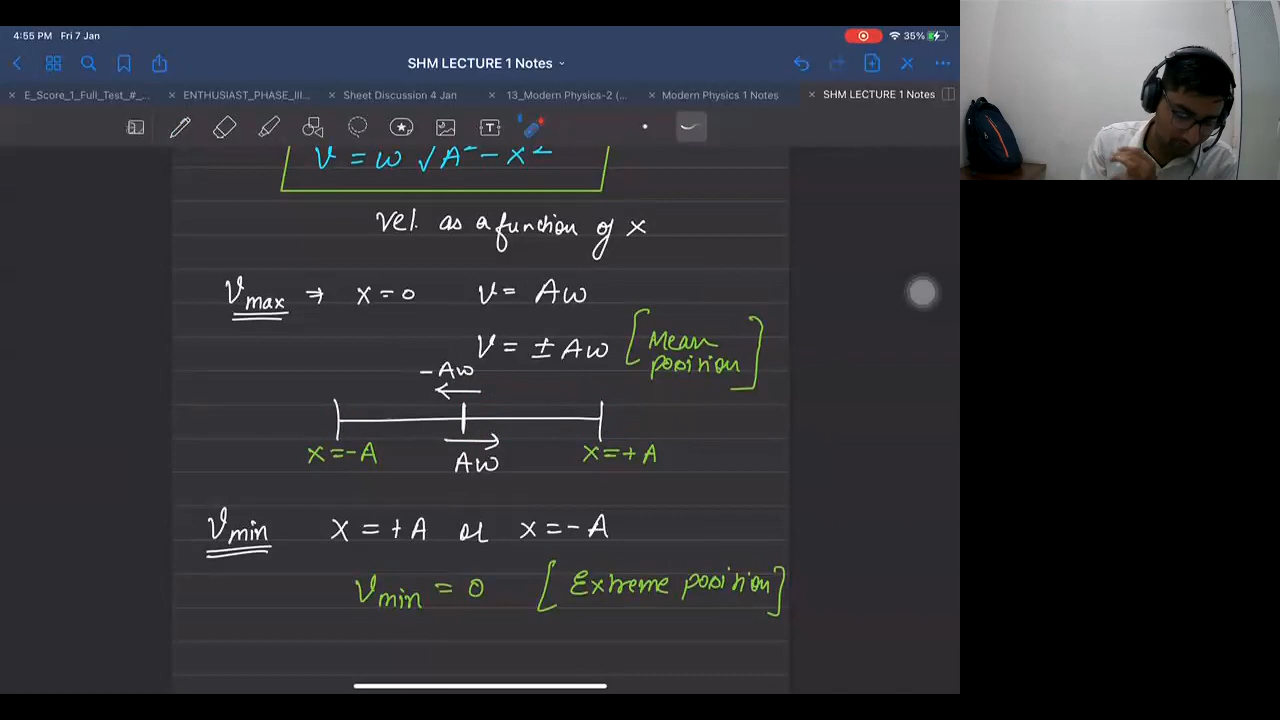 4:55 PM Fri 7 Jan 35%
SHM LECTURE 1 Notes
E_Score_1_Full_Test_#_... ENTHUSIAST_PHASE_III... Sheet Discussion 4 Jan 13_Modern Physics-2 (... Modern Physics 1 Notes SHM LECTURE 1 Notes
T
V = ω √A² − x²
Vel. as a function of x
Vmax → x = 0 V = Aω
V = ± Aω [Mean position]
−Aω
x = −A Aω x = +A
Vmin x = +A or x = −A
Vmin = 0 [Extreme position]